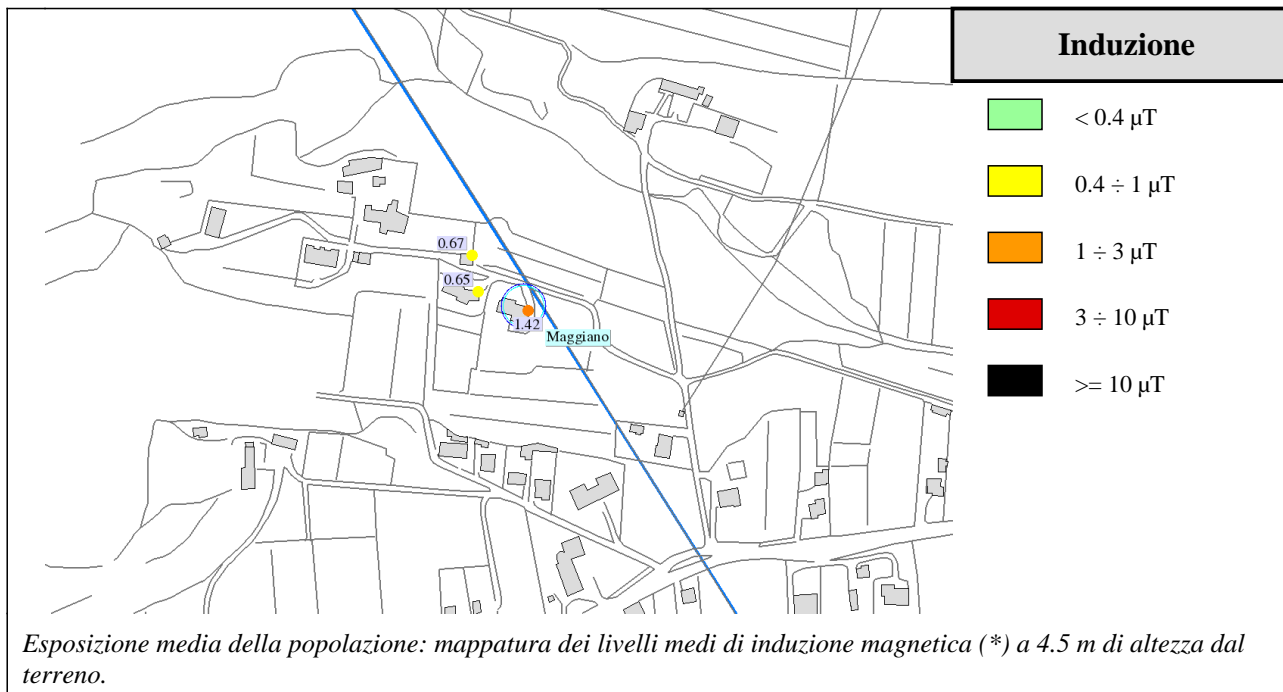 Induzione
< 0.4 µT
0.4 ÷ 1 µT
1 ÷ 3 µT
3 ÷ 10 µT
>= 10 µT
0.67
0.65
1.42
Maggiano
Esposizione media della popolazione: mappatura dei livelli medi di induzione magnetica (*) a 4.5 m di altezza dal
terreno.